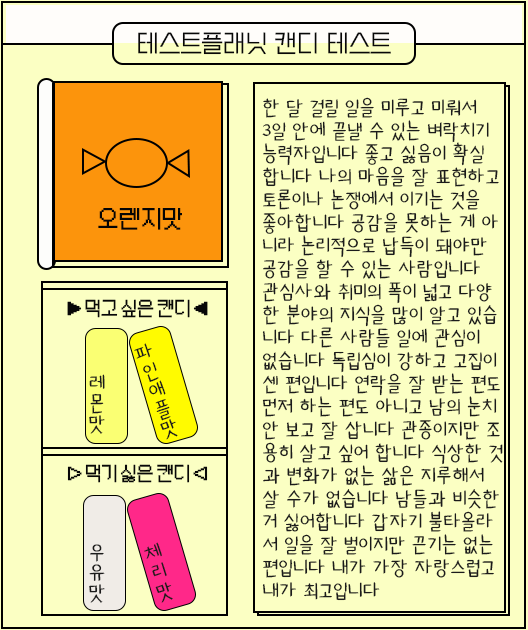 테스트플래닛 캔디 테스트
오렌지맛
▶먹고싶은캔디◀
레몬맛
파인애플맛
▷먹기싫은캔디◁
우유맛
체리맛
한 달 걸릴 일을 미루고 미뤄서
3일 안에 끝낼 수 있는 벼락치기
능력자입니다 좋고 싫음이 확실
합니다 나의 마음을 잘 표현하고
토론이나 논쟁에서 이기는 것을
좋아합니다 공감을 못하는 게 아
니라 논리적으로 납득이 돼야만
공감을 할 수 있는 사람입니다
관심사와 취미의 폭이 넓고 다양
한 분야의 지식을 많이 알고 있습
니다 다른 사람들 일에 관심이
없습니다 독립심이 강하고 고집이
센 편입니다 연락을 잘 받는 편도
먼저 하는 편도 아니고 남의 눈치
안 보고 잘 삽니다 관종이지만 조
용히 살고 싶어 합니다 식상한 것
과 변화가 없는 삶은 지루해서
살 수가 없습니다 남들과 비슷한
거 싫어합니다 갑자기 불타올라
서 일을 잘 벌이지만 끈기는 없는
편입니다 내가 가장 자랑스럽고
내가 최고입니다